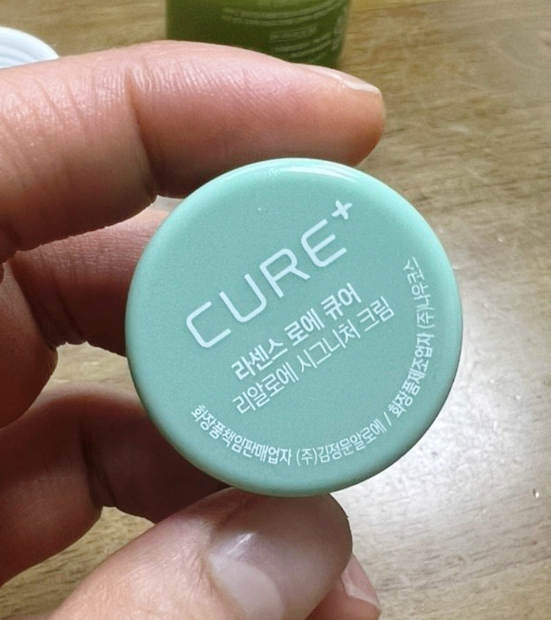 CURE+
라센스 로에 큐어
리알로에 시그니처 크림
화장품책임판매업자 (주)김정문알로에 / 화장품제조업자 (주)나우코스